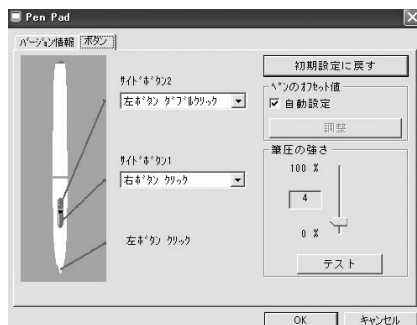 Pen Pad
バージョン情報
ボタン
サイドボタン2
左ボタン ダブルクリック
サイドボタン1
右ボタン クリック
左ボタン クリック
初期設定に戻す
ペンのオフセット値
自動設定
調整
筆圧の強さ
100 %
4
0 %
テスト
OK
キャンセル